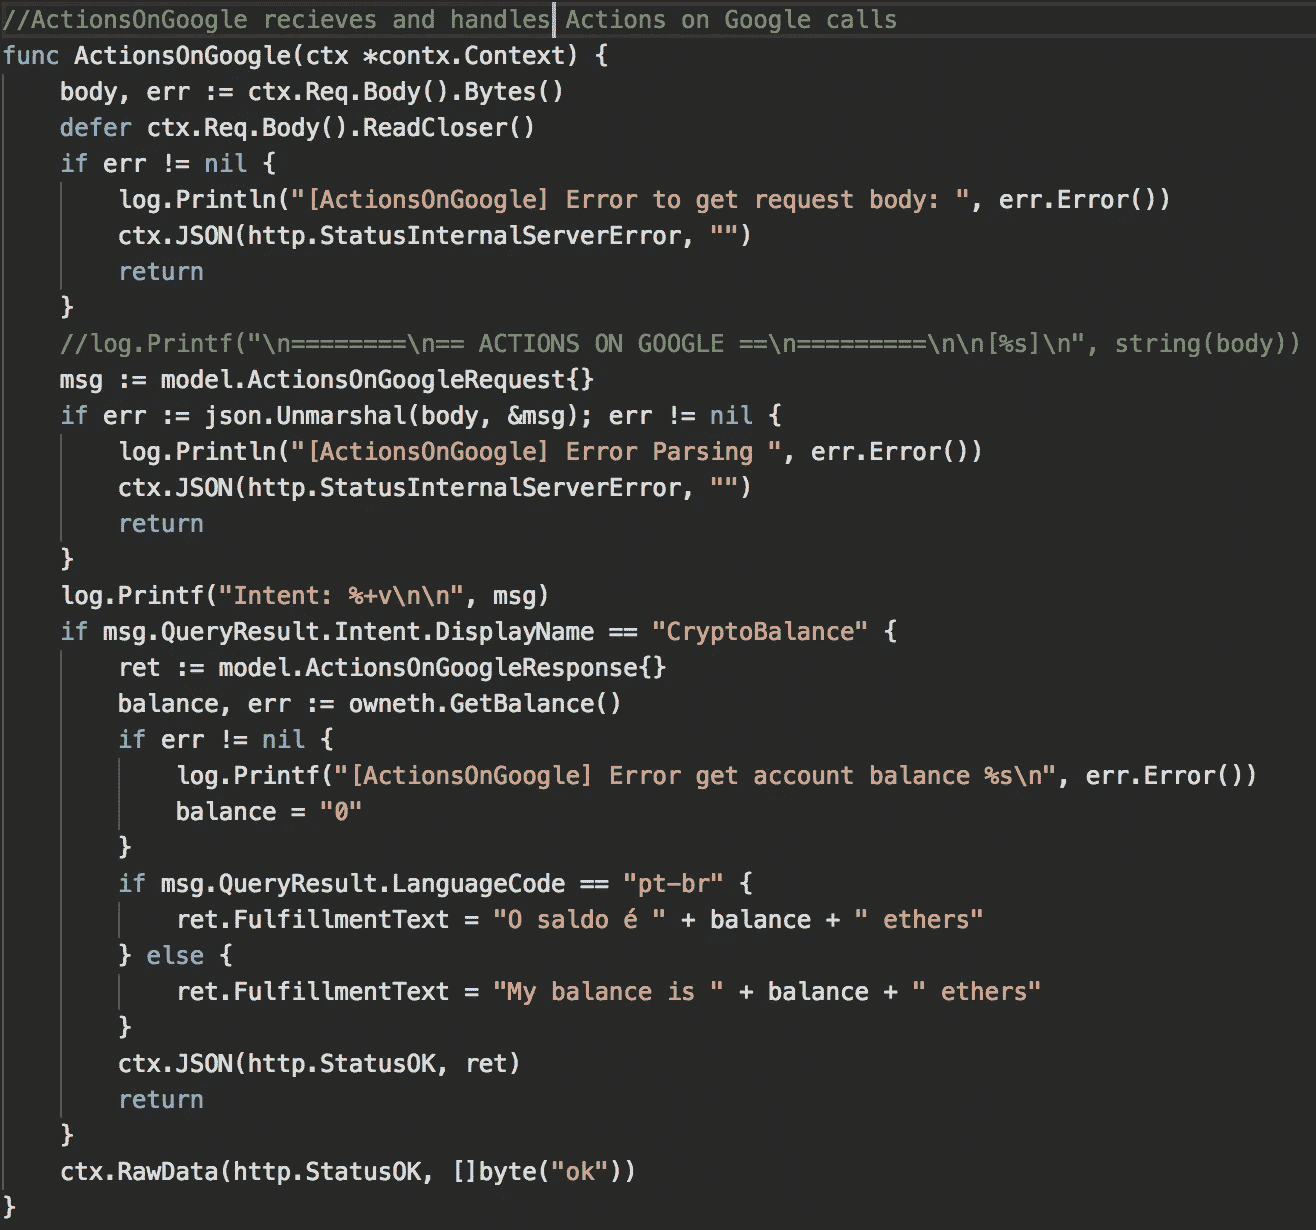 //ActionsOnGoogle recieves and handles Actions on Google calls
func ActionsOnGoogle(ctx *contx.Context) {
    body, err := ctx.Req.Body().Bytes()
    defer ctx.Req.Body().ReadCloser()
    if err != nil {
        log.Println("[ActionsOnGoogle] Error to get request body: ", err.Error())
        ctx.JSON(http.StatusInternalServerError, "")
        return
    }
    //log.Printf("\n========\n== ACTIONS ON GOOGLE ==\n=========\n\n[%s]\n", string(body))
    msg := model.ActionsOnGoogleRequest{}
    if err := json.Unmarshal(body, &msg); err != nil {
        log.Println("[ActionsOnGoogle] Error Parsing ", err.Error())
        ctx.JSON(http.StatusInternalServerError, "")
        return
    }
    log.Printf("Intent: %+v\n\n", msg)
    if msg.QueryResult.Intent.DisplayName == "CryptoBalance" {
        ret := model.ActionsOnGoogleResponse{}
        balance, err := owneth.GetBalance()
        if err != nil {
            log.Printf("[ActionsOnGoogle] Error get account balance %s\n", err.Error())
            balance = "0"
        }
        if msg.QueryResult.LanguageCode == "pt-br" {
            ret.FulfillmentText = "O saldo é " + balance + " ethers"
        } else {
            ret.FulfillmentText = "My balance is " + balance + " ethers"
        }
        ctx.JSON(http.StatusOK, ret)
        return
    }
    ctx.RawData(http.StatusOK, []byte("ok"))
}